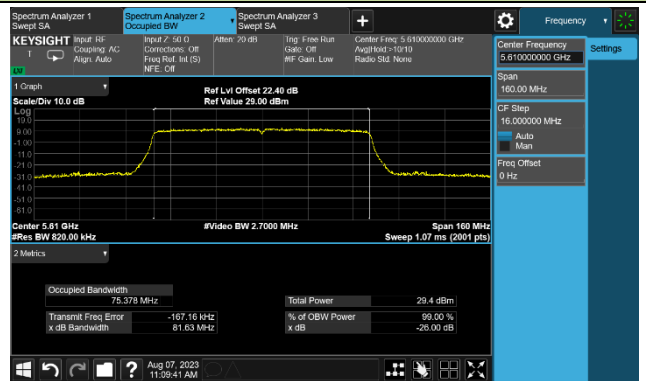 Spectrum Analyzer 1
Swept SA
Spectrum Analyzer 2
Occupied BW
Spectrum Analyzer 3
Swept SA
Frequency
KEYSIGHT
Input: RF
Coupling: AC
Align: Auto
Input Z: 50 Ω
Corrections: Off
Freq Ref: Int (S)
NFE: Off
Atten: 20 dB
Trig: Free Run
Gate: Off
#IF Gain: Low
Center Freq: 5.610000000 GHz
Avg|Hold:>10/10
Radio Std: None
LXI
1 Graph
Scale/Div 10.0 dB
Ref Lvl Offset 22.40 dB
Ref Value 29.00 dBm
Log
19.0
9.00
-1.00
-11.0
-21.0
-31.0
-41.0
-51.0
-61.0
Center 5.61 GHz
#Res BW 820.00 kHz
#Video BW 2.7000 MHz
Span 160 MHz
Sweep 1.07 ms (2001 pts)
2 Metrics
Occupied Bandwidth
75.378 MHz
Total Power 29.4 dBm
Transmit Freq Error -167.16 kHz
% of OBW Power 99.00 %
x dB Bandwidth 81.63 MHz
x dB -26.00 dB
Center Frequency
5.610000000 GHz
Settings
Span
160.00 MHz
CF Step
16.000000 MHz
Auto
Man
Freq Offset
0 Hz
Aug 07, 2023
11:09:41 AM